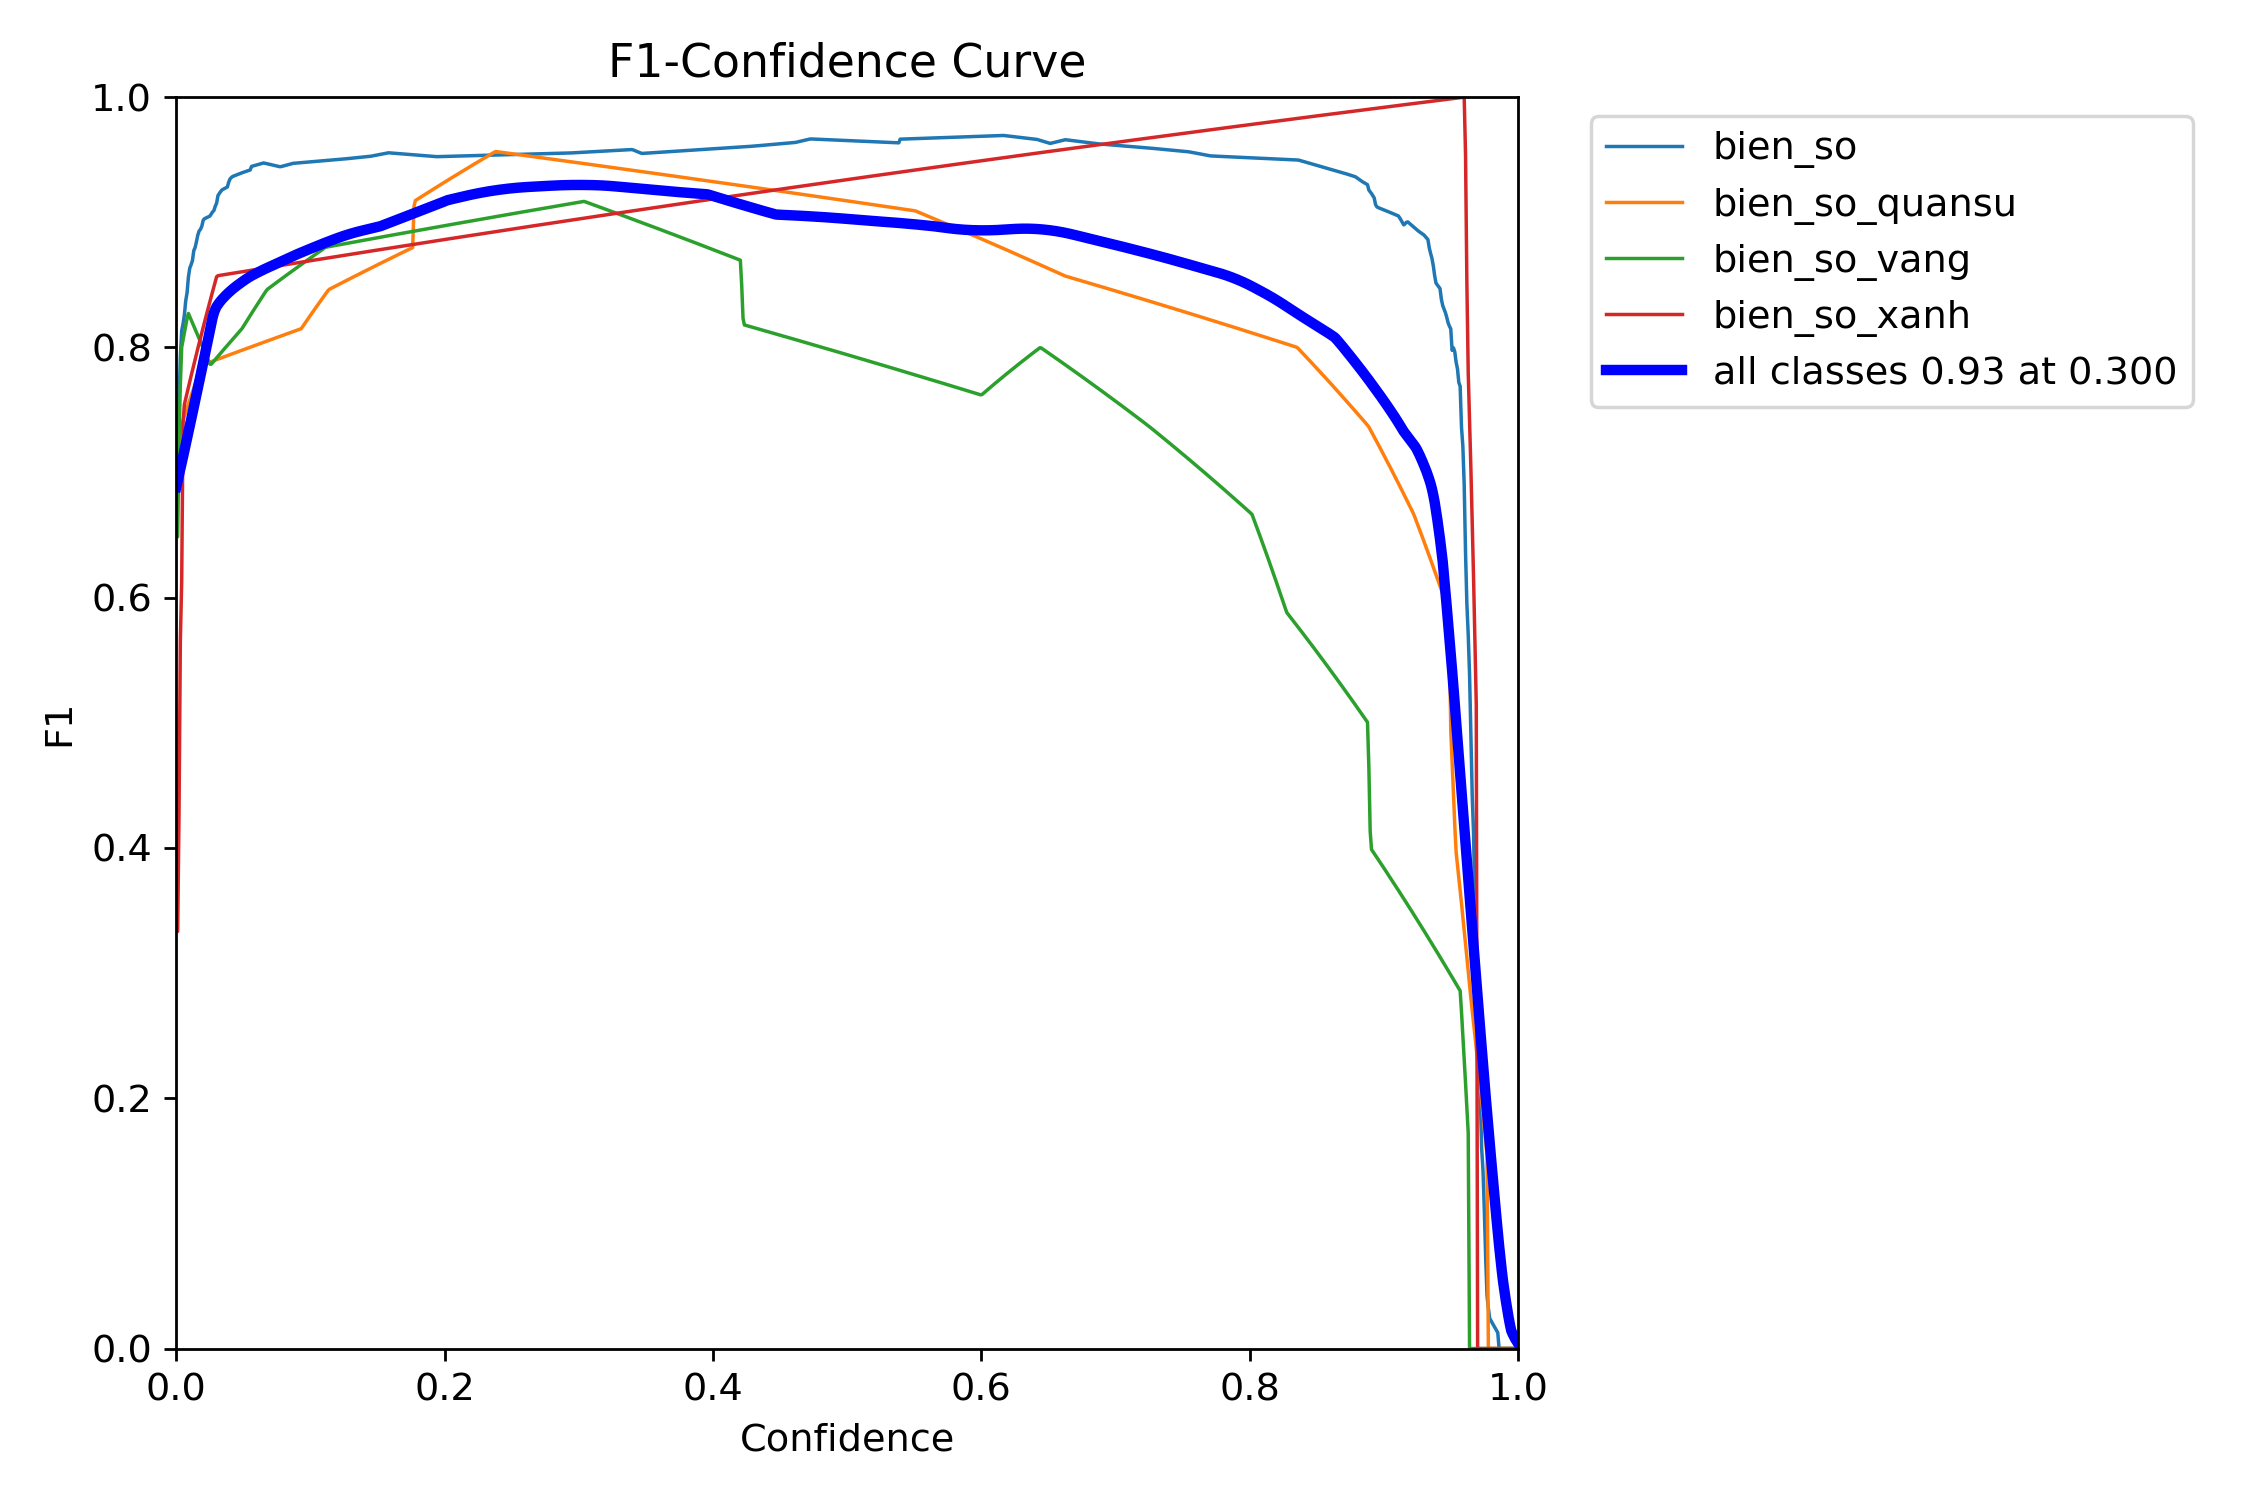 F1-Confidence Curve
1.0
0.8
0.6
0.4
0.2
0.0
F1
0.0 0.2 0.4 0.6 0.8 1.0
Confidence
bien_so
bien_so_quansu
bien_so_vang
bien_so_xanh
all classes 0.93 at 0.300